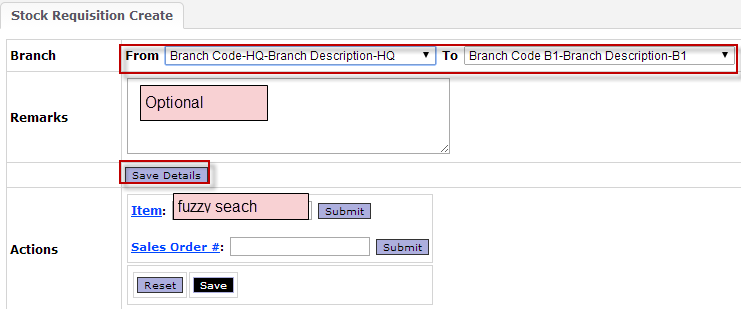 Stock Requisition Create
Branch From Branch Code-HQ-Branch Description-HQ To Branch Code B1-Branch Description-B1
Optional
Remarks
Save Details
Item: fuzzy seach Submit
Sales Order #: Submit
Actions
Reset Save